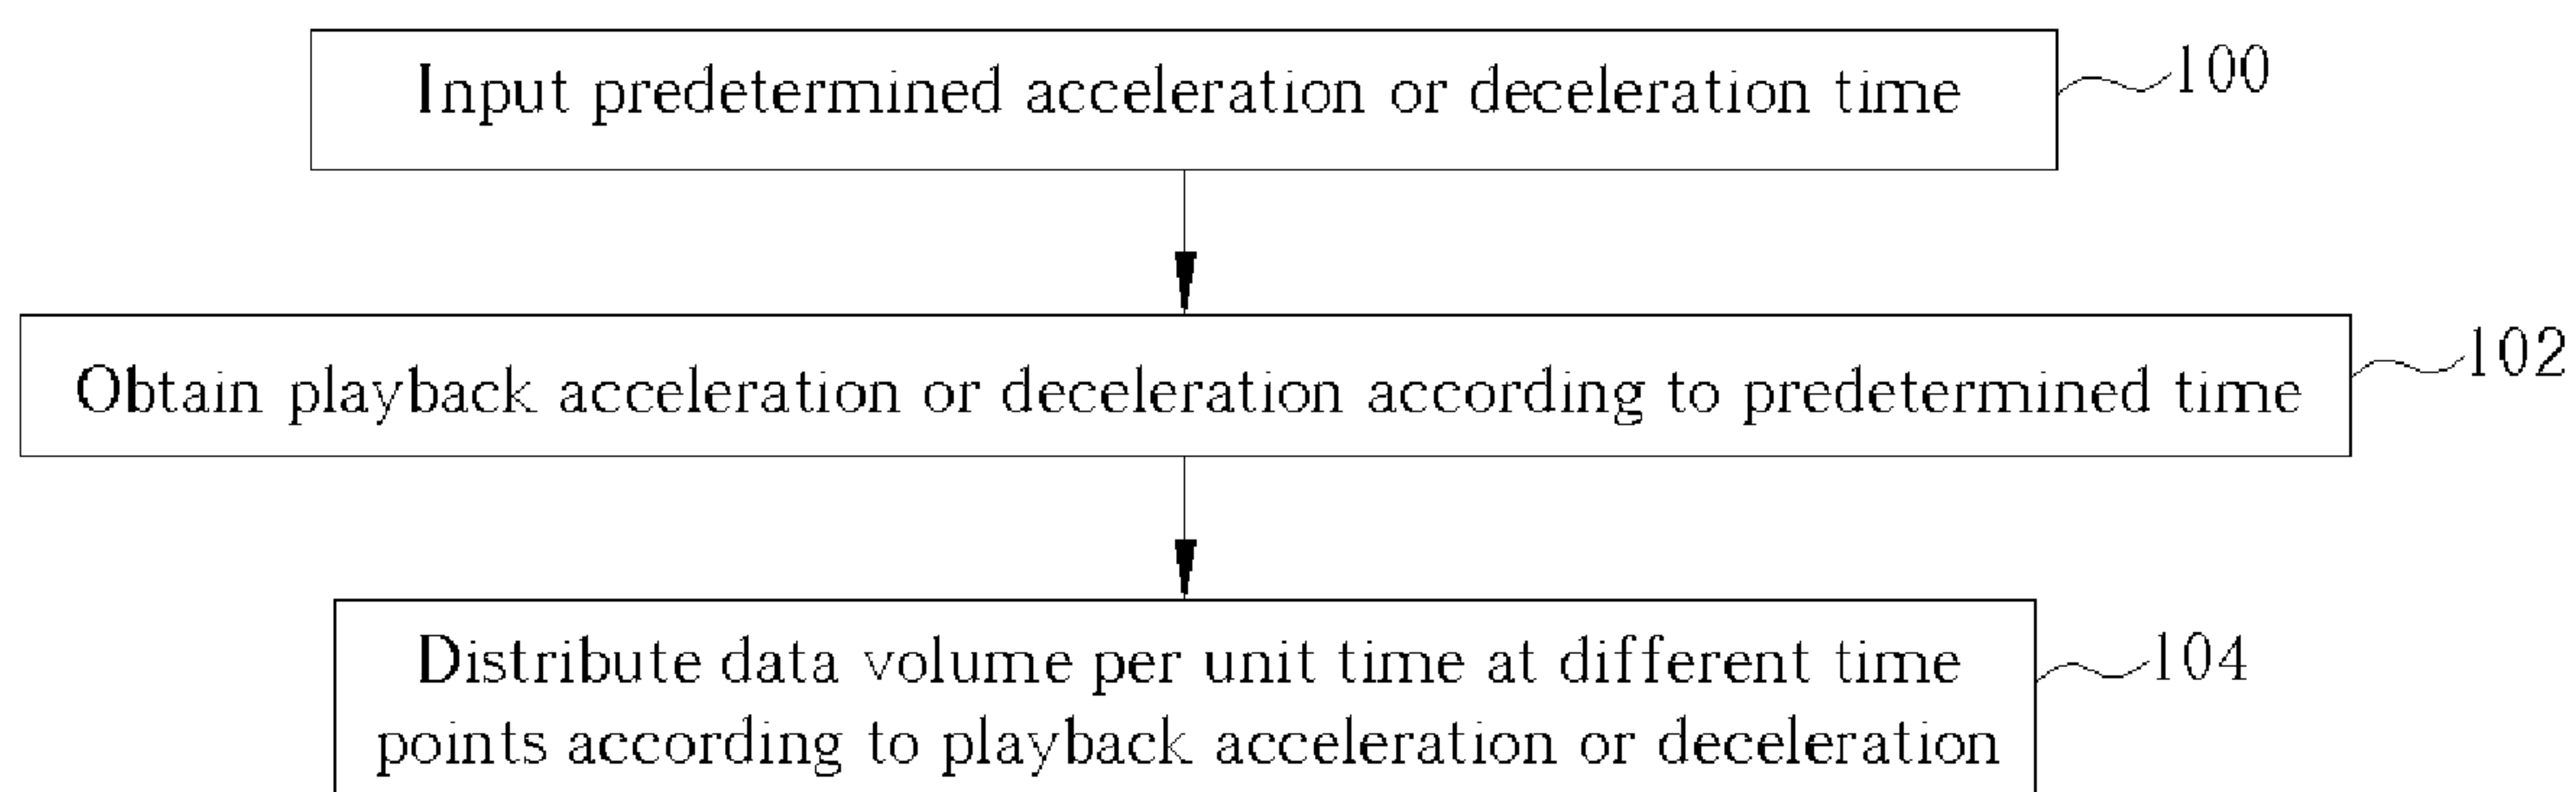 Input predetermined acceleration or deceleration time
100
Obtain playback acceleration or deceleration according to predetermined time
102
Distribute data volume per unit time at different time
points according to playback acceleration or deceleration
104